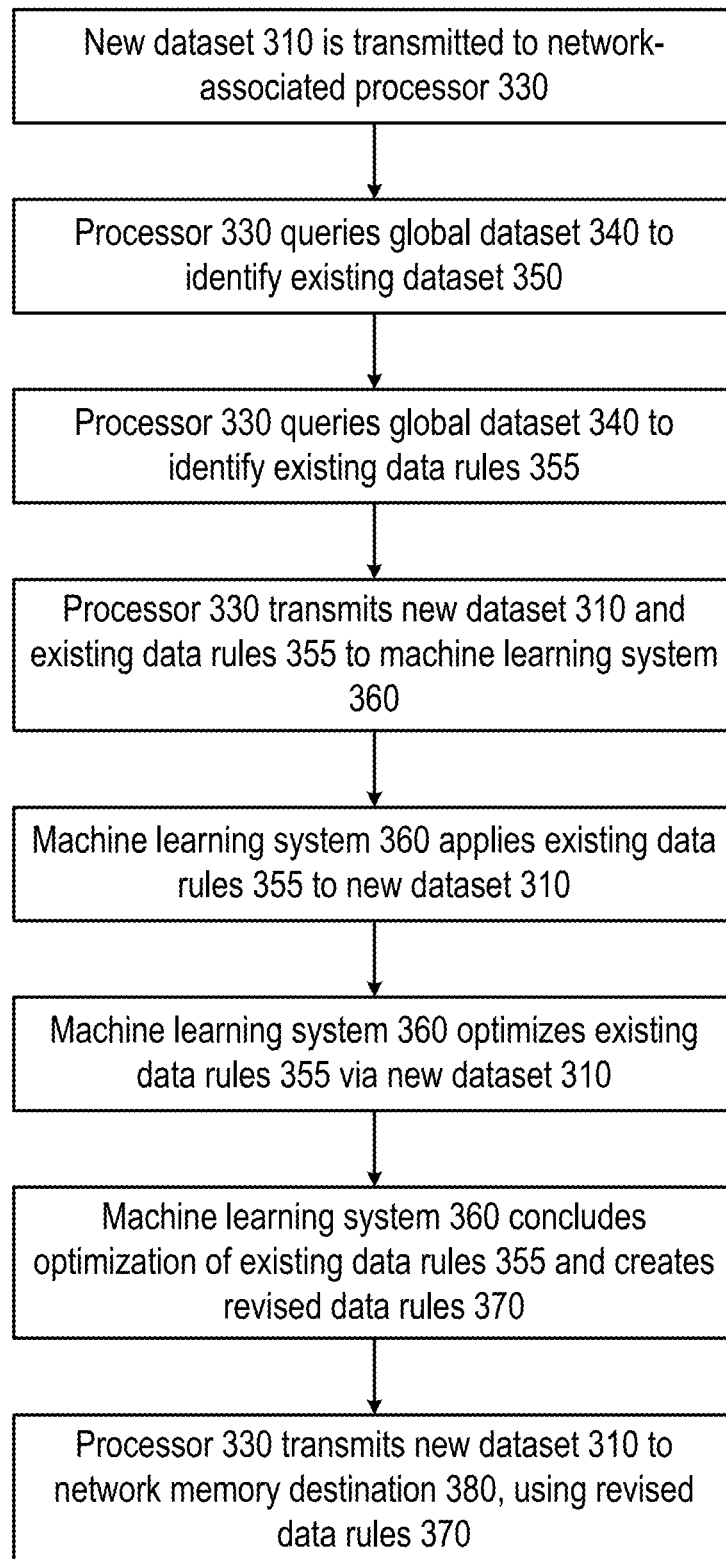 New dataset 310 is transmitted to network-
associated processor 330
Processor 330 queries global dataset 340 to
identify existing dataset 350
Processor 330 queries global dataset 340 to
identify existing data rules 355
Processor 330 transmits new dataset 310 and
existing data rules 355 to machine learning system
360
Machine learning system 360 applies existing data
rules 355 to new dataset 310
Machine learning system 360 optimizes existing
data rules 355 via new dataset 310
Machine learning system 360 concludes
optimization of existing data rules 355 and creates
revised data rules 370
Processor 330 transmits new dataset 310 to
network memory destination 380, using revised
data rules 370